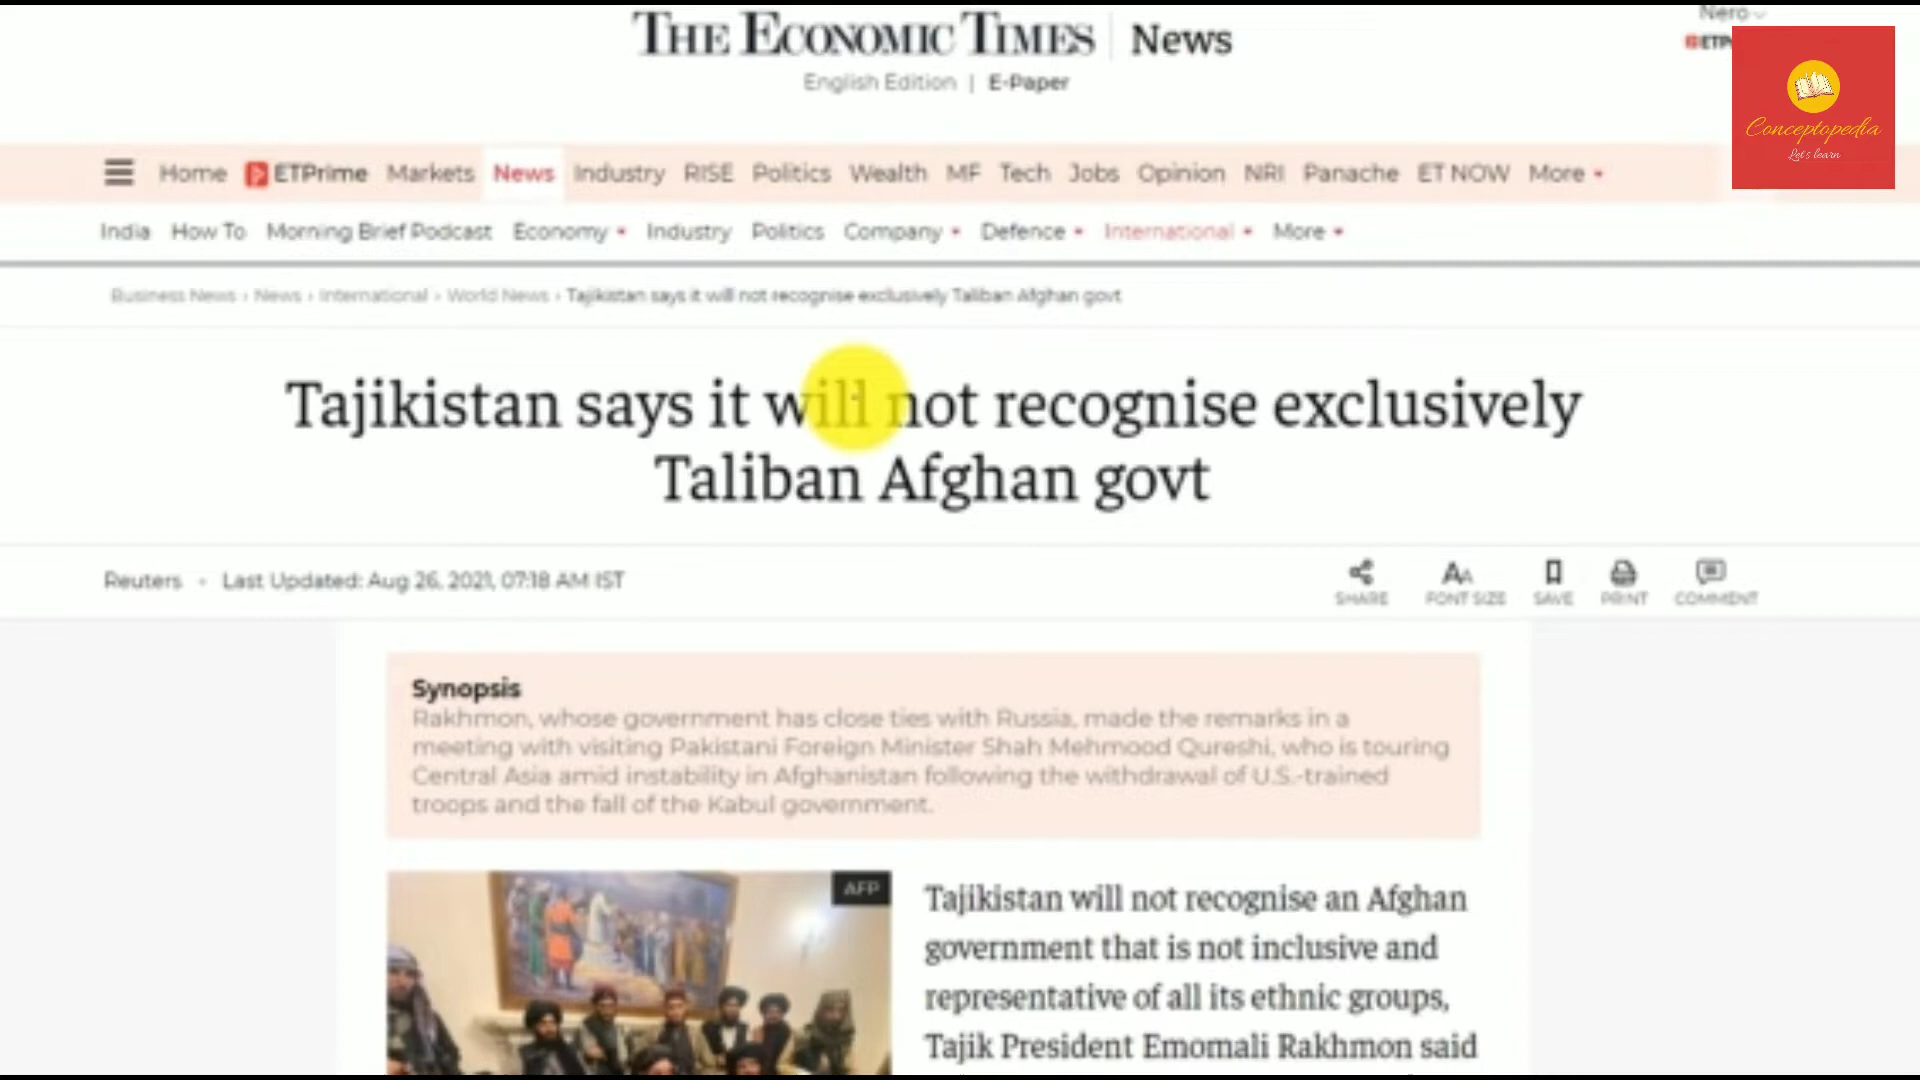 THE ECONOMIC TIMES | News
Nero
English Edition | E-Paper
Conceptopedia
Let's learn
Home ETPrime Markets News Industry RISE Politics Wealth MF Tech Jobs Opinion NRI Panache ET NOW More
India How To Morning Brief Podcast Economy Industry Politics Company Defence International More
Business News › News › International › World News › Tajikistan says it will not recognise exclusively Taliban Afghan govt
Tajikistan says it will not recognise exclusively
Taliban Afghan govt
Reuters • Last Updated: Aug 26, 2021, 07:18 AM IST
SHARE FONT SIZE SAVE PRINT COMMENT
Synopsis
Rakhmon, whose government has close ties with Russia, made the remarks in a
meeting with visiting Pakistani Foreign Minister Shah Mehmood Qureshi, who is touring
Central Asia amid instability in Afghanistan following the withdrawal of U.S.-trained
troops and the fall of the Kabul government.
AFP
Tajikistan will not recognise an Afghan
government that is not inclusive and
representative of all its ethnic groups,
Tajik President Emomali Rakhmon said